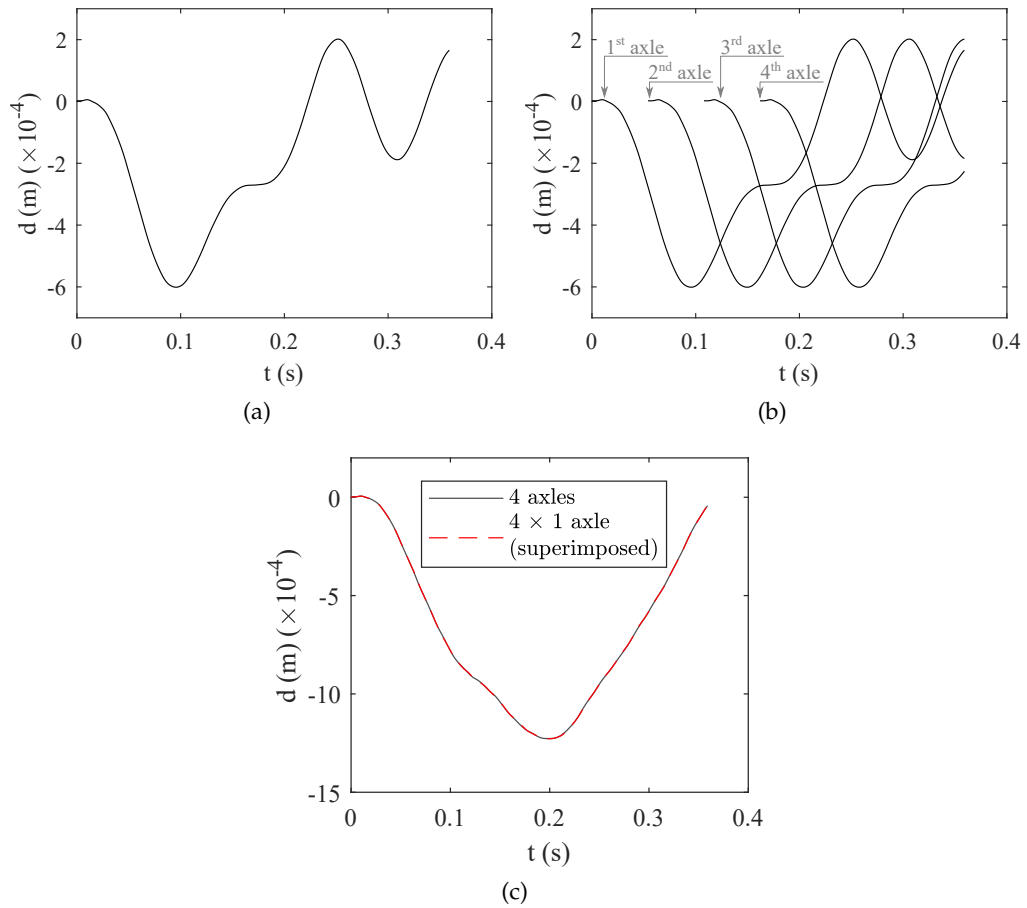 2
0
-2
-4
-6
d (m) (×10⁻⁴)
0 0.1 0.2 0.3 0.4
t (s)
(a)
2
0
-2
-4
-6
d (m) (×10⁻⁴)
1ˢᵗ axle
2ⁿᵈ axle
3ʳᵈ axle
4ᵗʰ axle
0 0.1 0.2 0.3 0.4
t (s)
(b)
0
-5
-10
-15
d (m) (×10⁻⁴)
4 axles
4 × 1 axle
(superimposed)
0 0.1 0.2 0.3 0.4
t (s)
(c)